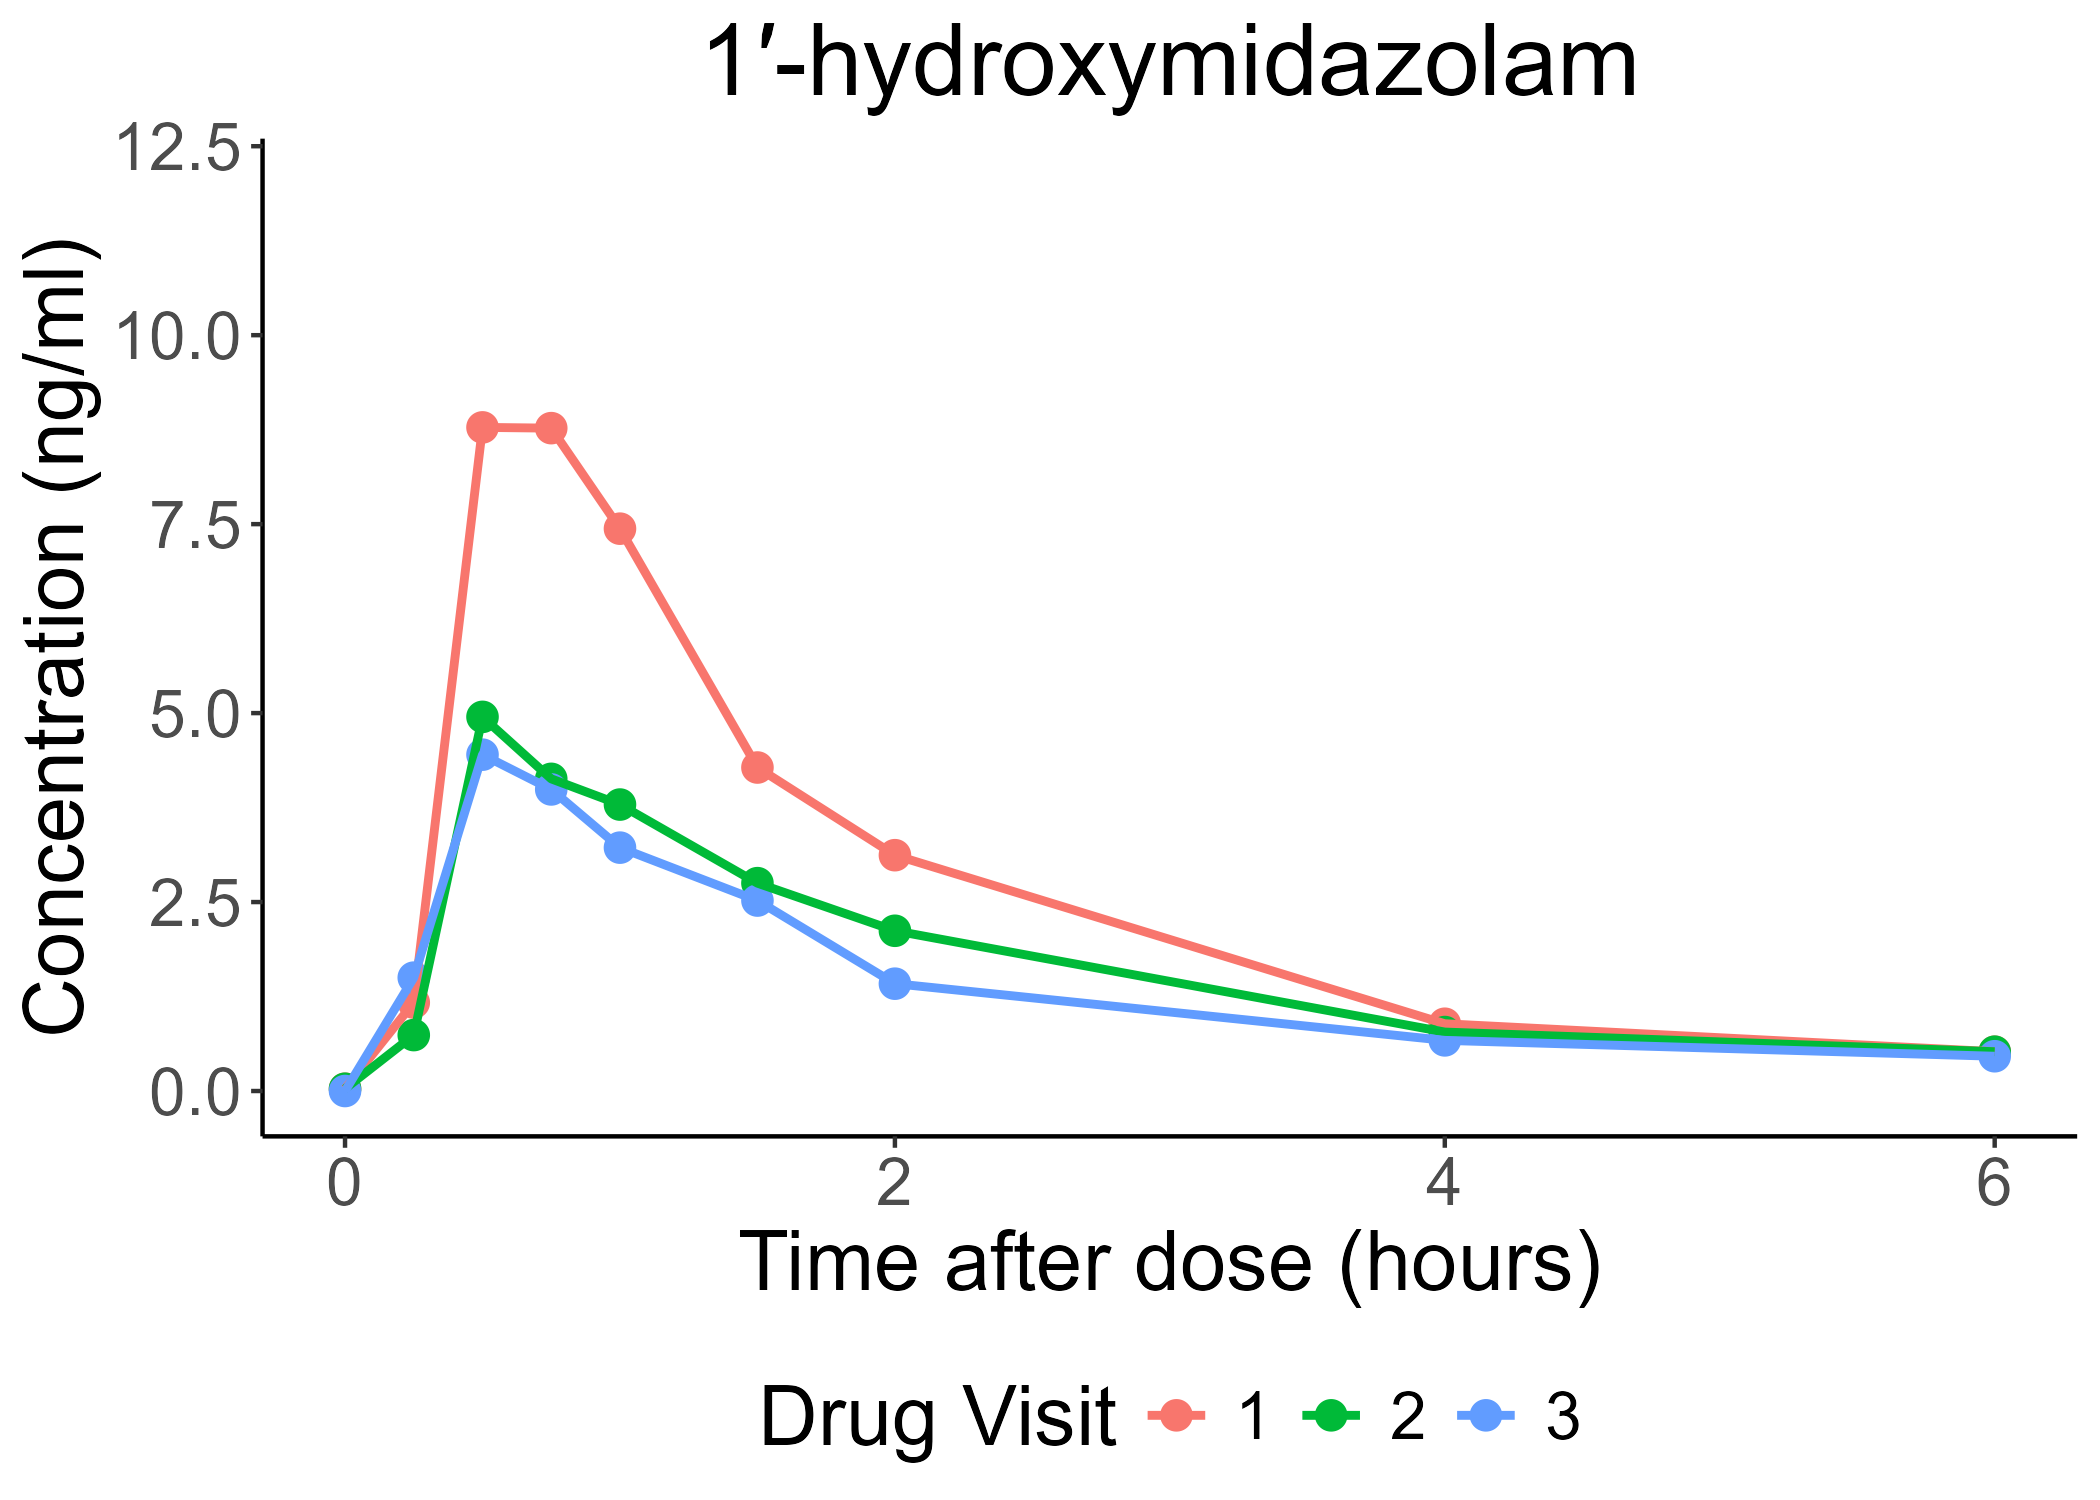 1′-hydroxymidazolam
Concentration (ng/ml)
12.5
10.0
7.5
5.0
2.5
0.0
0 2 4 6
Time after dose (hours)
Drug Visit 1 2 3